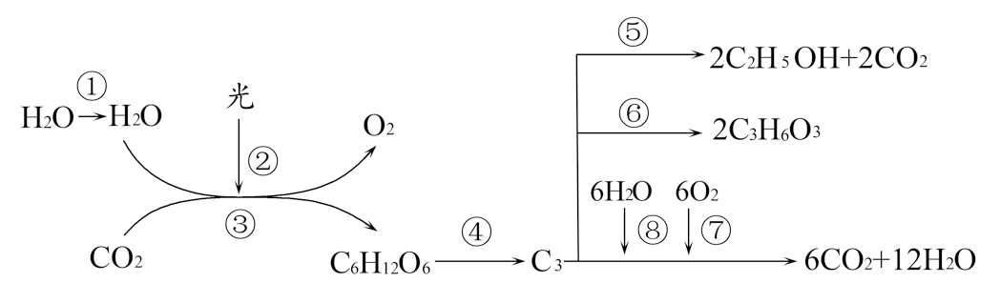 ⑤
2C₂H₅OH+2CO₂
①
光
H₂O→H₂O
O₂
⑥
2C₃H₆O₃
②
6H₂O 6O₂
③
⑧ ⑦
④
CO₂
C₆H₁₂O₆
C₃
6CO₂+12H₂O